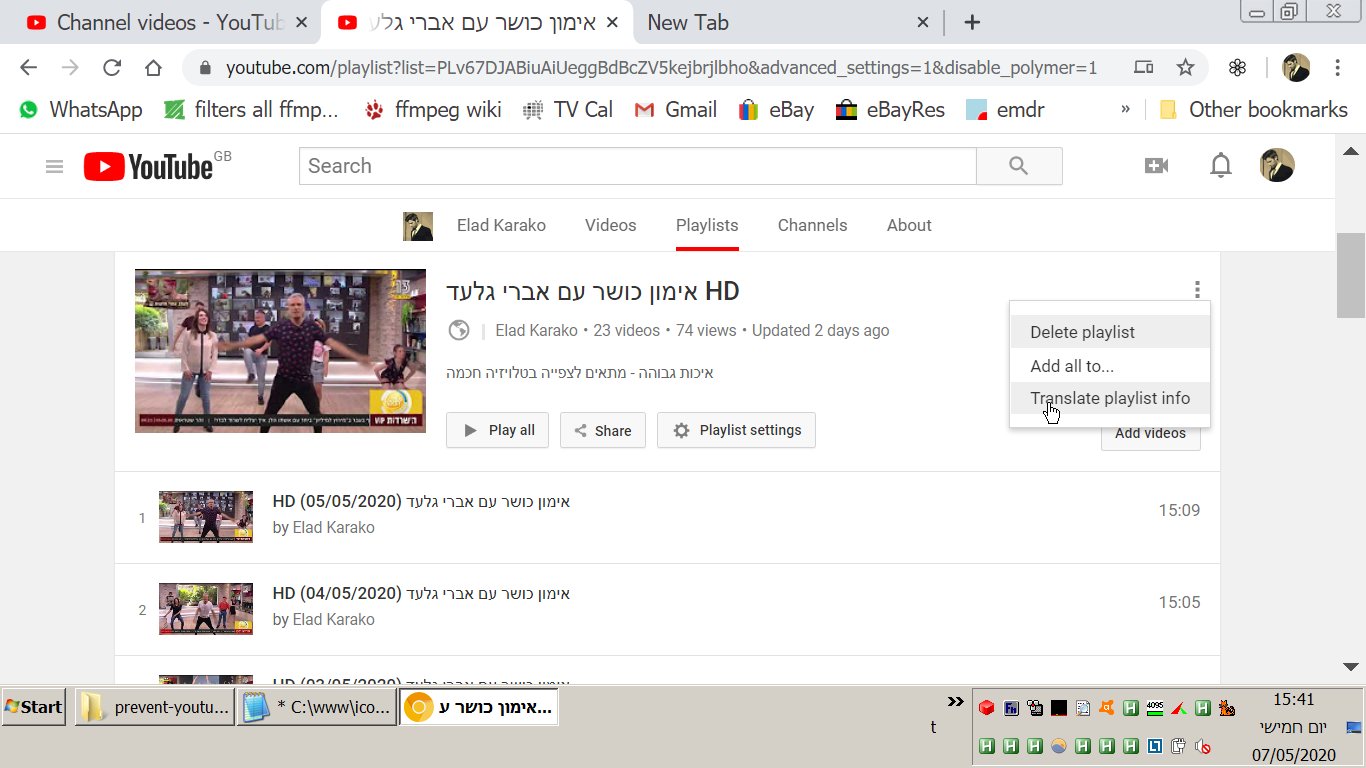 Channel videos - YouTub
אימון כושר עם אברי גלע
New Tab
youtube.com/playlist?list=PLv67DJABiuAiUeggBdBcZV5kejbrjlbho&advanced_settings=1&disable_polymer=1
WhatsApp
filters all ffmp...
ffmpeg wiki
TV Cal
Gmail
eBay
eBayRes
emdr
»
Other bookmarks
YouTube GB
Search
Elad Karako
Videos
Playlists
Channels
About
אימון כושר עם אברי גלעד HD
Elad Karako • 23 videos • 74 views • Updated 2 days ago
איכות גבוהה - מתאים לצפייה בטלויזיה חכמה
Play all
Share
Playlist settings
Delete playlist
Add all to...
Translate playlist info
Add videos
13
השרדות VIP
1
HD (05/05/2020) אימון כושר עם אברי גלעד
by Elad Karako
15:09
2
HD (04/05/2020) אימון כושר עם אברי גלעד
by Elad Karako
15:05
HD (03/05/2020) אימון כושר עם אברי גלעד
Start
prevent-youtu...
* C:\www\ico...
אימון כושר ע...
»
t
4095
15:41
יום חמישי
07/05/2020